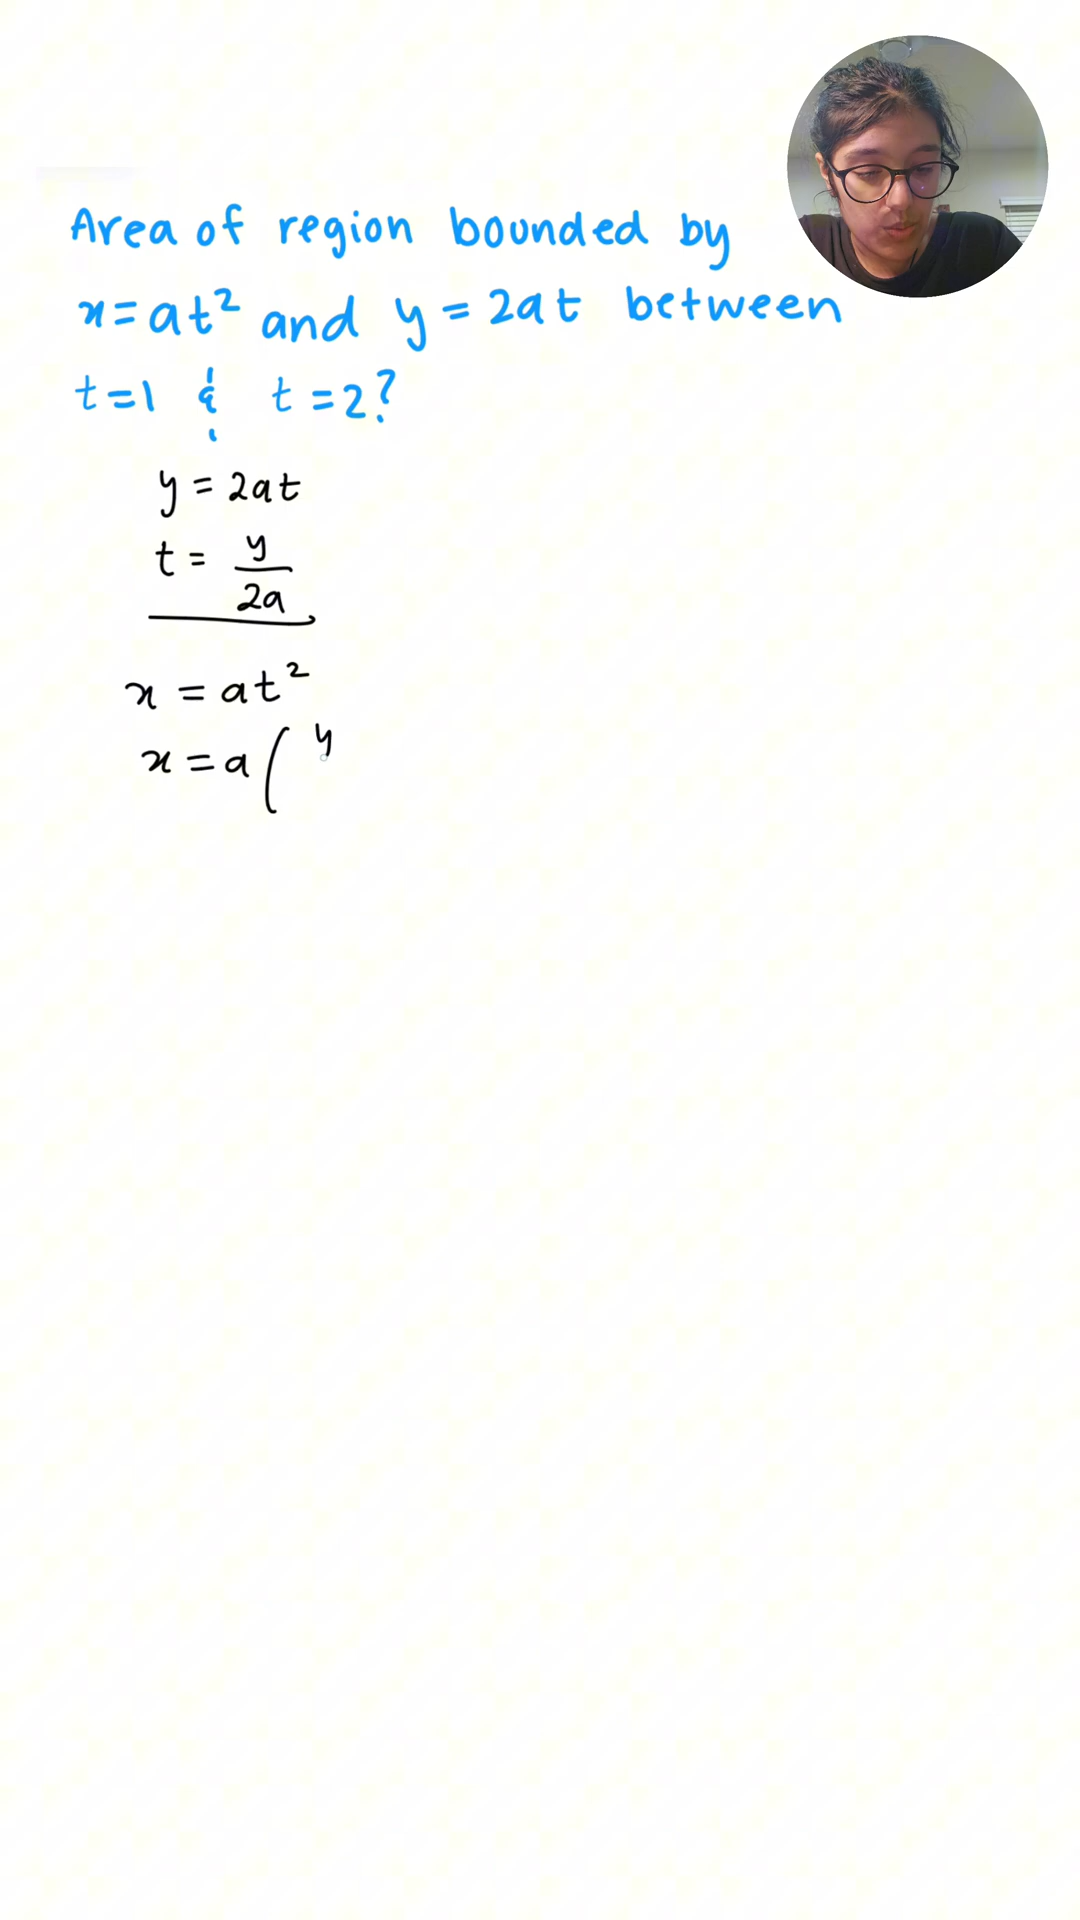 Area of region bounded by
x=at² and y=2at between
t=1 & t=2?
y=2at
t= y/2a
x=at²
x=a( y